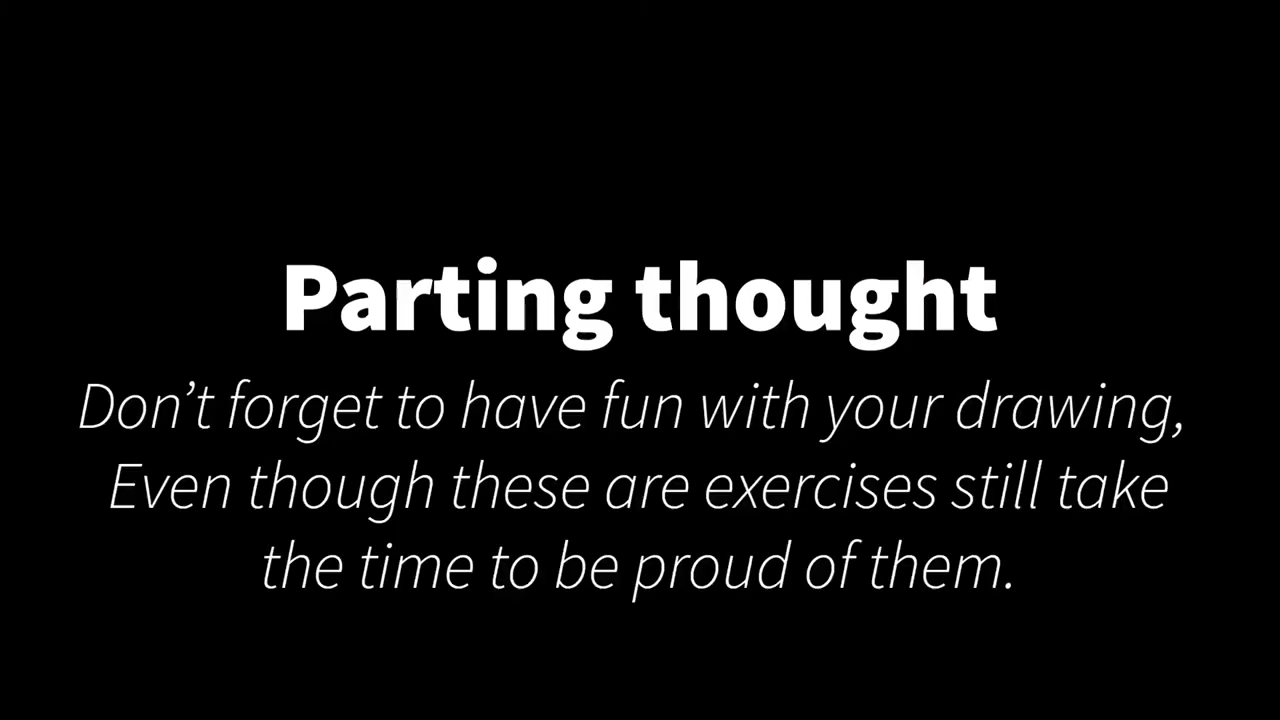 Parting thought
Don’t forget to have fun with your drawing,
Even though these are exercises still take
the time to be proud of them.